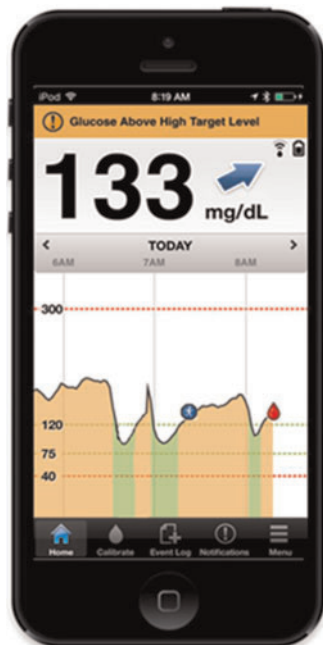 iPod 8:19 AM
Glucose Above High Target Level
133
mg/dL
< TODAY >
6AM 7AM 8AM
300
120
75
40
Home Calibrate Event Log Notifications Menu